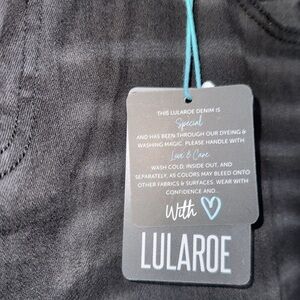 THIS LULAROE DENIM IS
Special
AND HAS BEEN THROUGH OUR DYEING &
WASHING MAGIC. PLEASE HANDLE WITH
Love & Care
WASH COLD, INSIDE OUT, AND
SEPARATELY, AS COLORS MAY BLEED ONTO
OTHER FABRICS & SURFACES. WEAR WITH
CONFIDENCE AND...
With
LULAROE